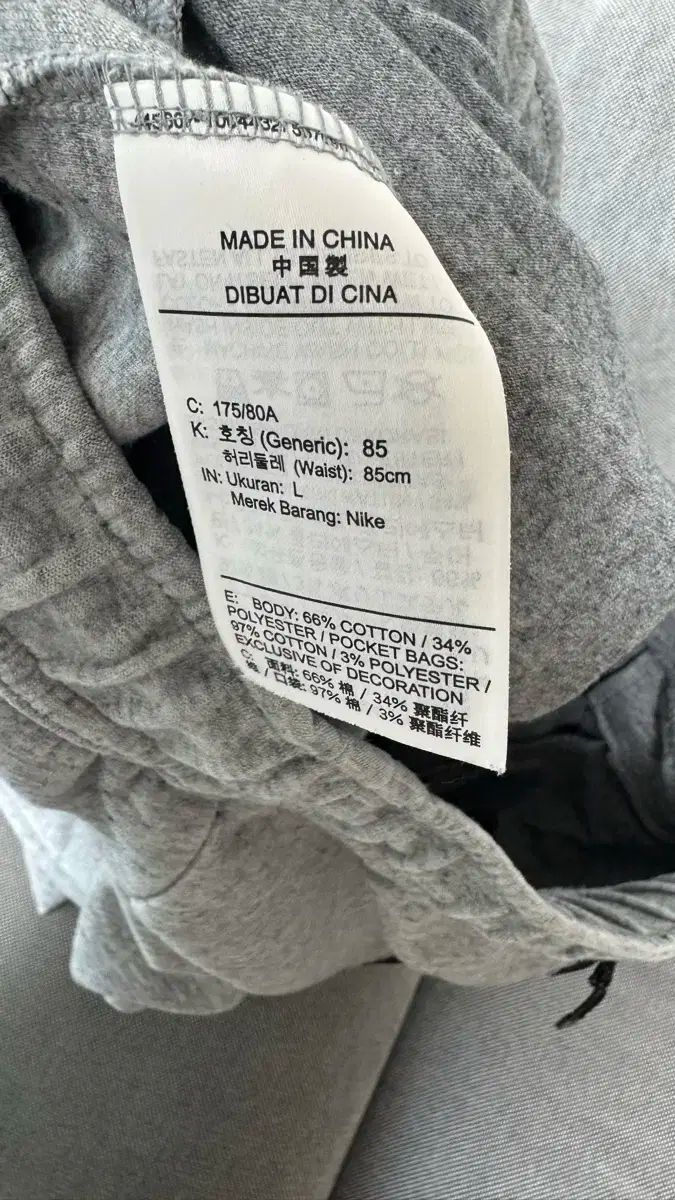 MADE IN CHINA
中国製
DIBUAT DI CINA
C: 175/80A
K: 호칭 (Generic): 85
허리둘레 (Waist): 85cm
IN: Ukuran: L
Merek Barang: Nike
E: BODY: 66% COTTON / 34%
POLYESTER / POCKET BAGS:
97% COTTON / 3% POLYESTER /
EXCLUSIVE OF DECORATION
C: 面料: 66% 棉 / 34% 聚酯纤
维 / 口袋: 97% 棉 / 3% 聚酯纤维